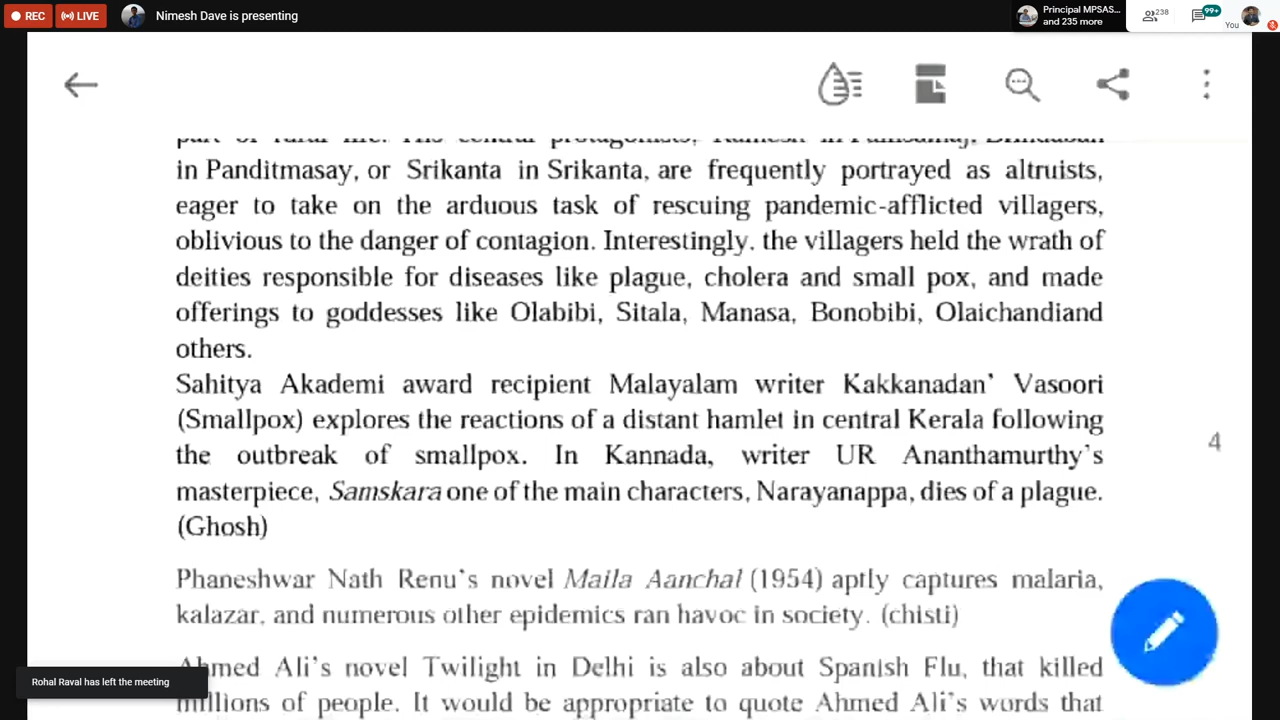 REC
LIVE
Nimesh Dave is presenting
Principal MPSAS...
and 235 more
238
99+
You
in Panditmasay, or Srikanta in Srikanta, are frequently portrayed as altruists,
eager to take on the arduous task of rescuing pandemic-afflicted villagers,
oblivious to the danger of contagion. Interestingly, the villagers held the wrath of
deities responsible for diseases like plague, cholera and small pox, and made
offerings to goddesses like Olabibi, Sitala, Manasa, Bonobibi, Olaichandiand
others.
Sahitya Akademi award recipient Malayalam writer Kakkanadan’ Vasoori
(Smallpox) explores the reactions of a distant hamlet in central Kerala following
the outbreak of smallpox. In Kannada, writer UR Ananthamurthy's
masterpiece, Samskara one of the main characters, Narayanappa, dies of a plague.
(Ghosh)
4
Phaneshwar Nath Renu's novel Maila Aanchal (1954) aptly captures malaria,
kalazar, and numerous other epidemics ran havoc in society. (chisti)
Ahmed Ali's novel Twilight in Delhi is also about Spanish Flu, that killed
millions of people. It would be appropriate to quote Ahmed Ali's words that
Rohal Raval has left the meeting